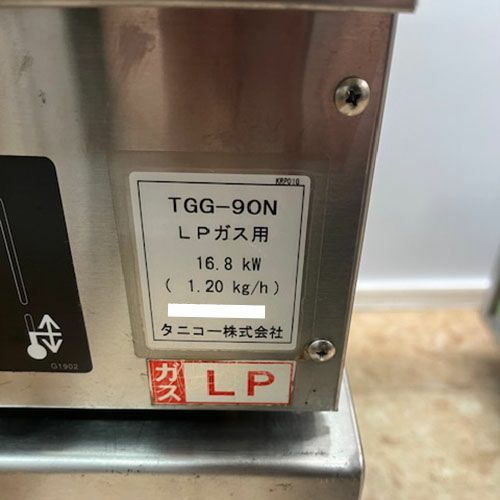 KRP010
TGG-90N
LPガス用
16.8 kW
( 1.20 kg/h )
タニコー株式会社
ガス LP
G1902